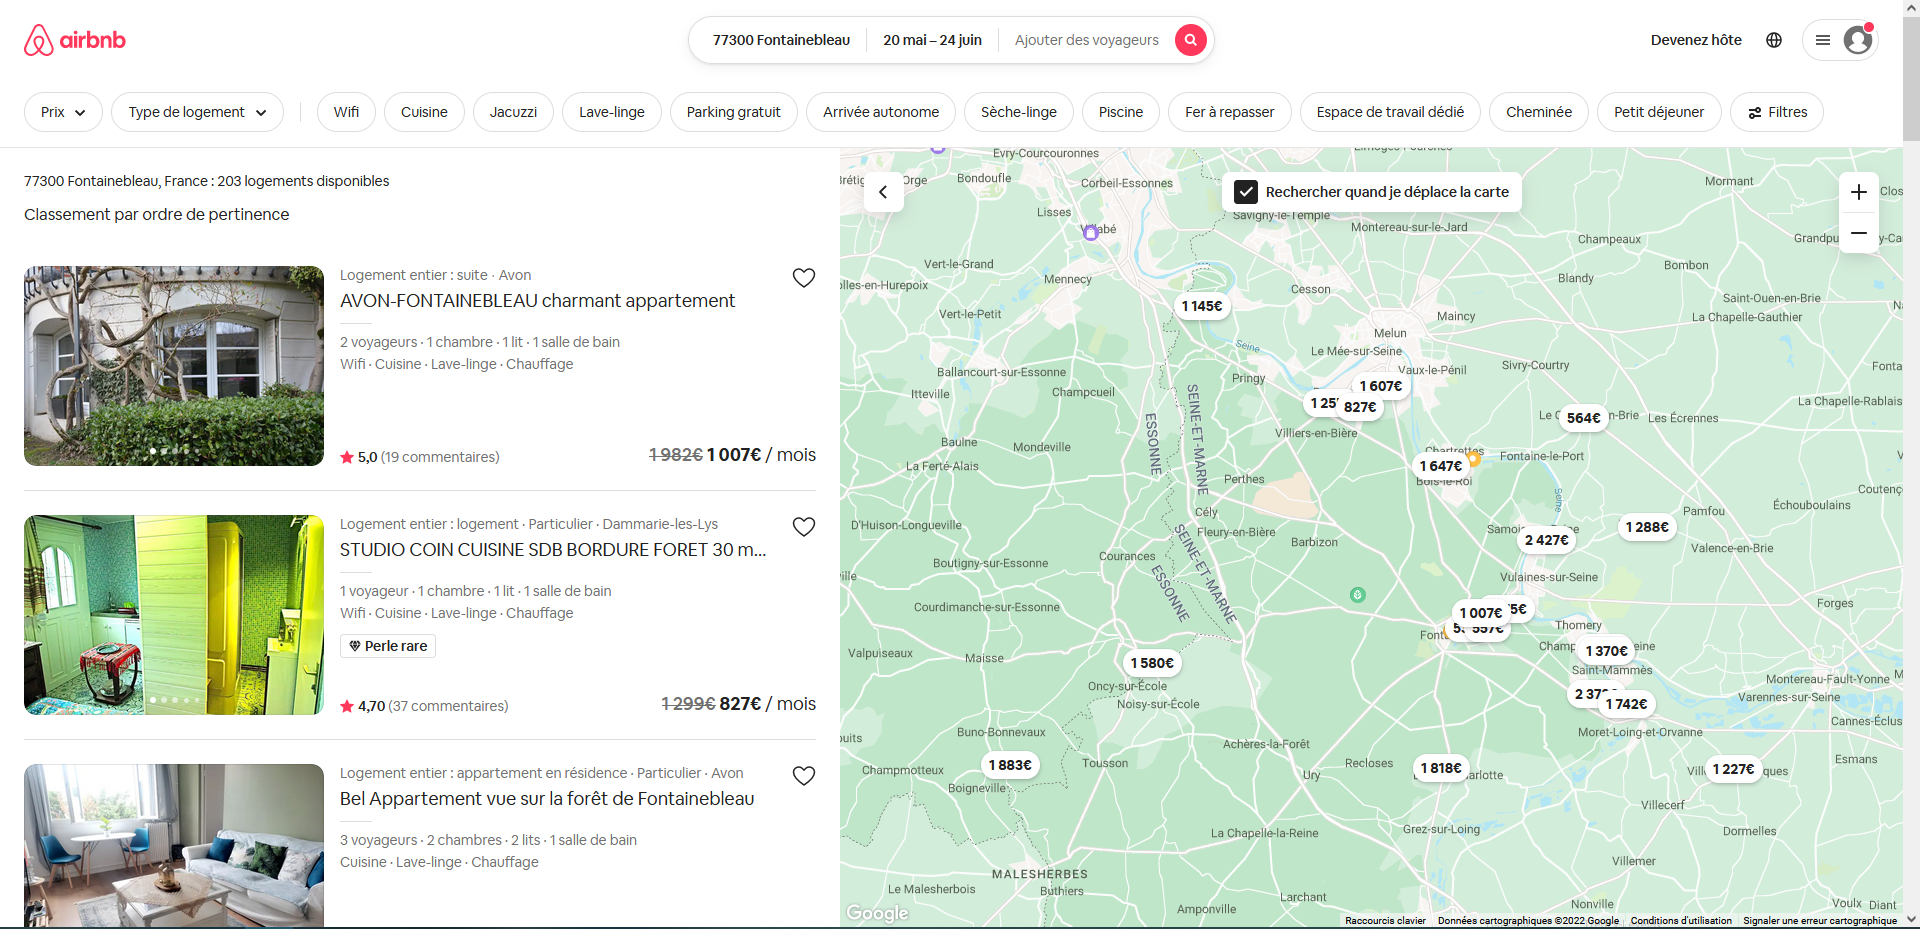 airbnb
77300 Fontainebleau
20 mai – 24 juin
Ajouter des voyageurs
Devenez hôte
Prix
Type de logement
Wifi
Cuisine
Jacuzzi
Lave-linge
Parking gratuit
Arrivée autonome
Sèche-linge
Piscine
Fer à repasser
Espace de travail dédié
Cheminée
Petit déjeuner
Filtres
77300 Fontainebleau, France : 203 logements disponibles
Classement par ordre de pertinence
Logement entier : suite · Avon
AVON-FONTAINEBLEAU charmant appartement
2 voyageurs · 1 chambre · 1 lit · 1 salle de bain
Wifi · Cuisine · Lave-linge · Chauffage
5,0 (19 commentaires)
1 982€ 1 007€ / mois
Logement entier : logement · Particulier · Dammarie-les-Lys
STUDIO COIN CUISINE SDB BORDURE FORET 30 m...
1 voyageur · 1 chambre · 1 lit · 1 salle de bain
Wifi · Cuisine · Lave-linge · Chauffage
Perle rare
4,70 (37 commentaires)
1 299€ 827€ / mois
Logement entier : appartement en résidence · Particulier · Avon
Bel Appartement vue sur la forêt de Fontainebleau
3 voyageurs · 2 chambres · 2 lits · 1 salle de bain
Cuisine · Lave-linge · Chauffage
Rechercher quand je déplace la carte
Evry-Courcouronnes
Bondoufle
Corbeil-Essonnes
Mormant
Lisses
Savigny-le-Temple
Montereau-sur-le-Jard
Champeaux
Vert-le-Grand
Mennecy
Bombon
Blandy
Cesson
Saint-Ouen-en-Brie
La Chapelle-Gauthier
1 145€
Vert-le-Petit
Maincy
Melun
Seine
Le Mée-sur-Seine
Sivry-Courtry
Vaux-le-Pénil
Ballancourt-sur-Essonne
Pringy
1 607€
Itteville
Champcueil
827€
La Chapelle-Rablais
564€
Les Écrennes
Villiers-en-Bière
Baulne
Mondeville
ESSONNE
SEINE-ET-MARNE
La Ferté-Alais
Chartrettes
Fontaine-le-Port
1 647€
Bois-le-Roi
Perthes
Seine
Échouboulains
Cély
Pamfou
D'Huison-Longueville
Fleury-en-Bière
1 288€
Barbizon
2 427€
Valence-en-Brie
Courances
Boutigny-sur-Essonne
ESSONNE
SEINE-ET-MARNE
Vulaines-sur-Seine
Courdimanche-sur-Essonne
Forges
1 007€
557€
Thomery
Valpuiseaux
Maisse
1 370€
1 580€
Saint-Mammès
Montereau-Fault-Yonne
Oncy-sur-École
Varennes-sur-Seine
Noisy-sur-École
1 742€
Buno-Bonnevaux
Moret-Loing-et-Orvanne
Achères-la-Forêt
1 883€
Champmotteux
Tousson
Ury
Recloses
1 818€
1 227€
Esmans
Boigneville
Villecerf
La Chapelle-la-Reine
Grez-sur-Loing
Dormelles
Villemer
MALESHERBES
Le Malesherbois
Buthiers
Larchant
Amponville
Nonville
Voulx
Diant
Google
Raccourcis clavier
Données cartographiques ©2022 Google
Conditions d'utilisation
Signaler une erreur cartographique